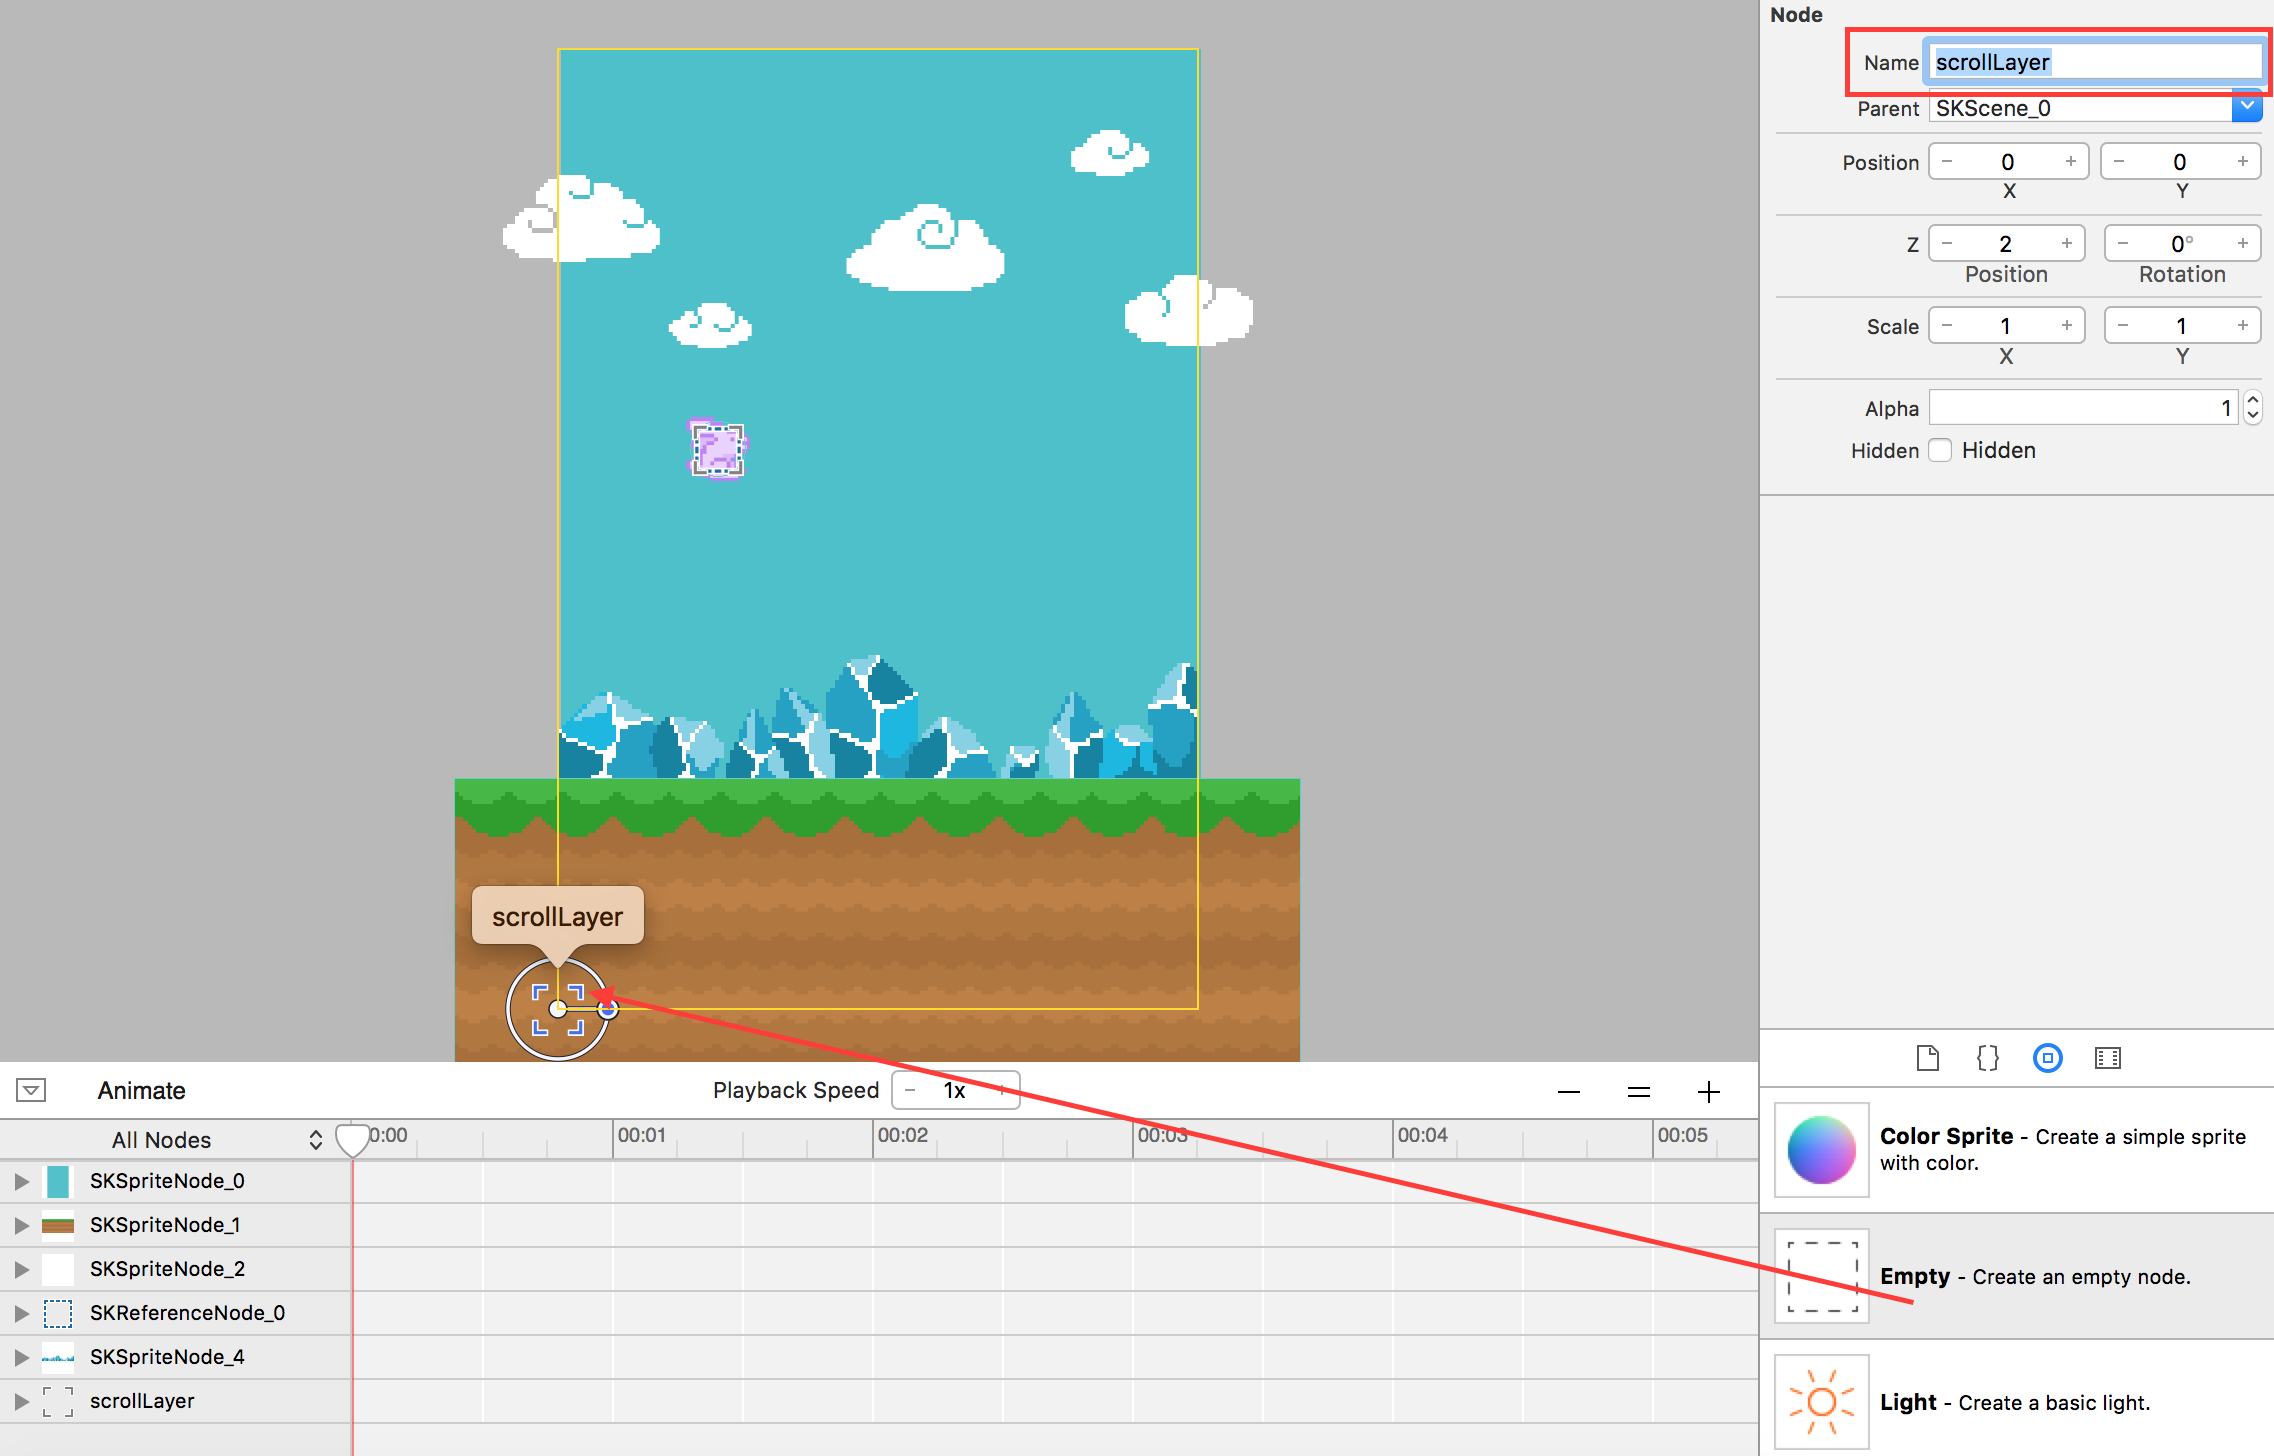 Node
Name scrollLayer
Parent SKScene_0
Position - 0 + - 0 +
X Y
Z - 2 + - 0° +
Position Rotation
Scale - 1 + - 1 +
X Y
Alpha 1
Hidden Hidden
scrollLayer
Animate Playback Speed - 1x +
All Nodes 0:00 00:01 00:02 00:03 00:04 00:05
SKSpriteNode_0
SKSpriteNode_1
SKSpriteNode_2
SKReferenceNode_0
SKSpriteNode_4
scrollLayer
{}
Color Sprite - Create a simple sprite
with color.
Empty - Create an empty node.
Light - Create a basic light.